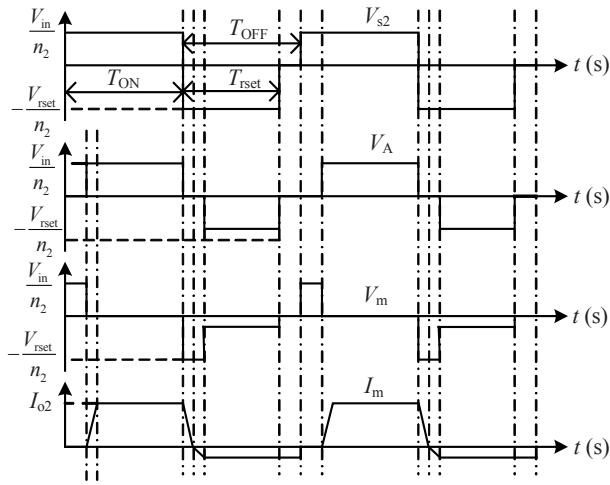 V_in/n_2
T_OFF
V_s2
t (s)
T_ON
T_rset
-V_rset/n_2
V_in/n_2
V_A
t (s)
-V_rset/n_2
V_in/n_2
V_m
t (s)
-V_rset/n_2
I_o2
I_m
t (s)